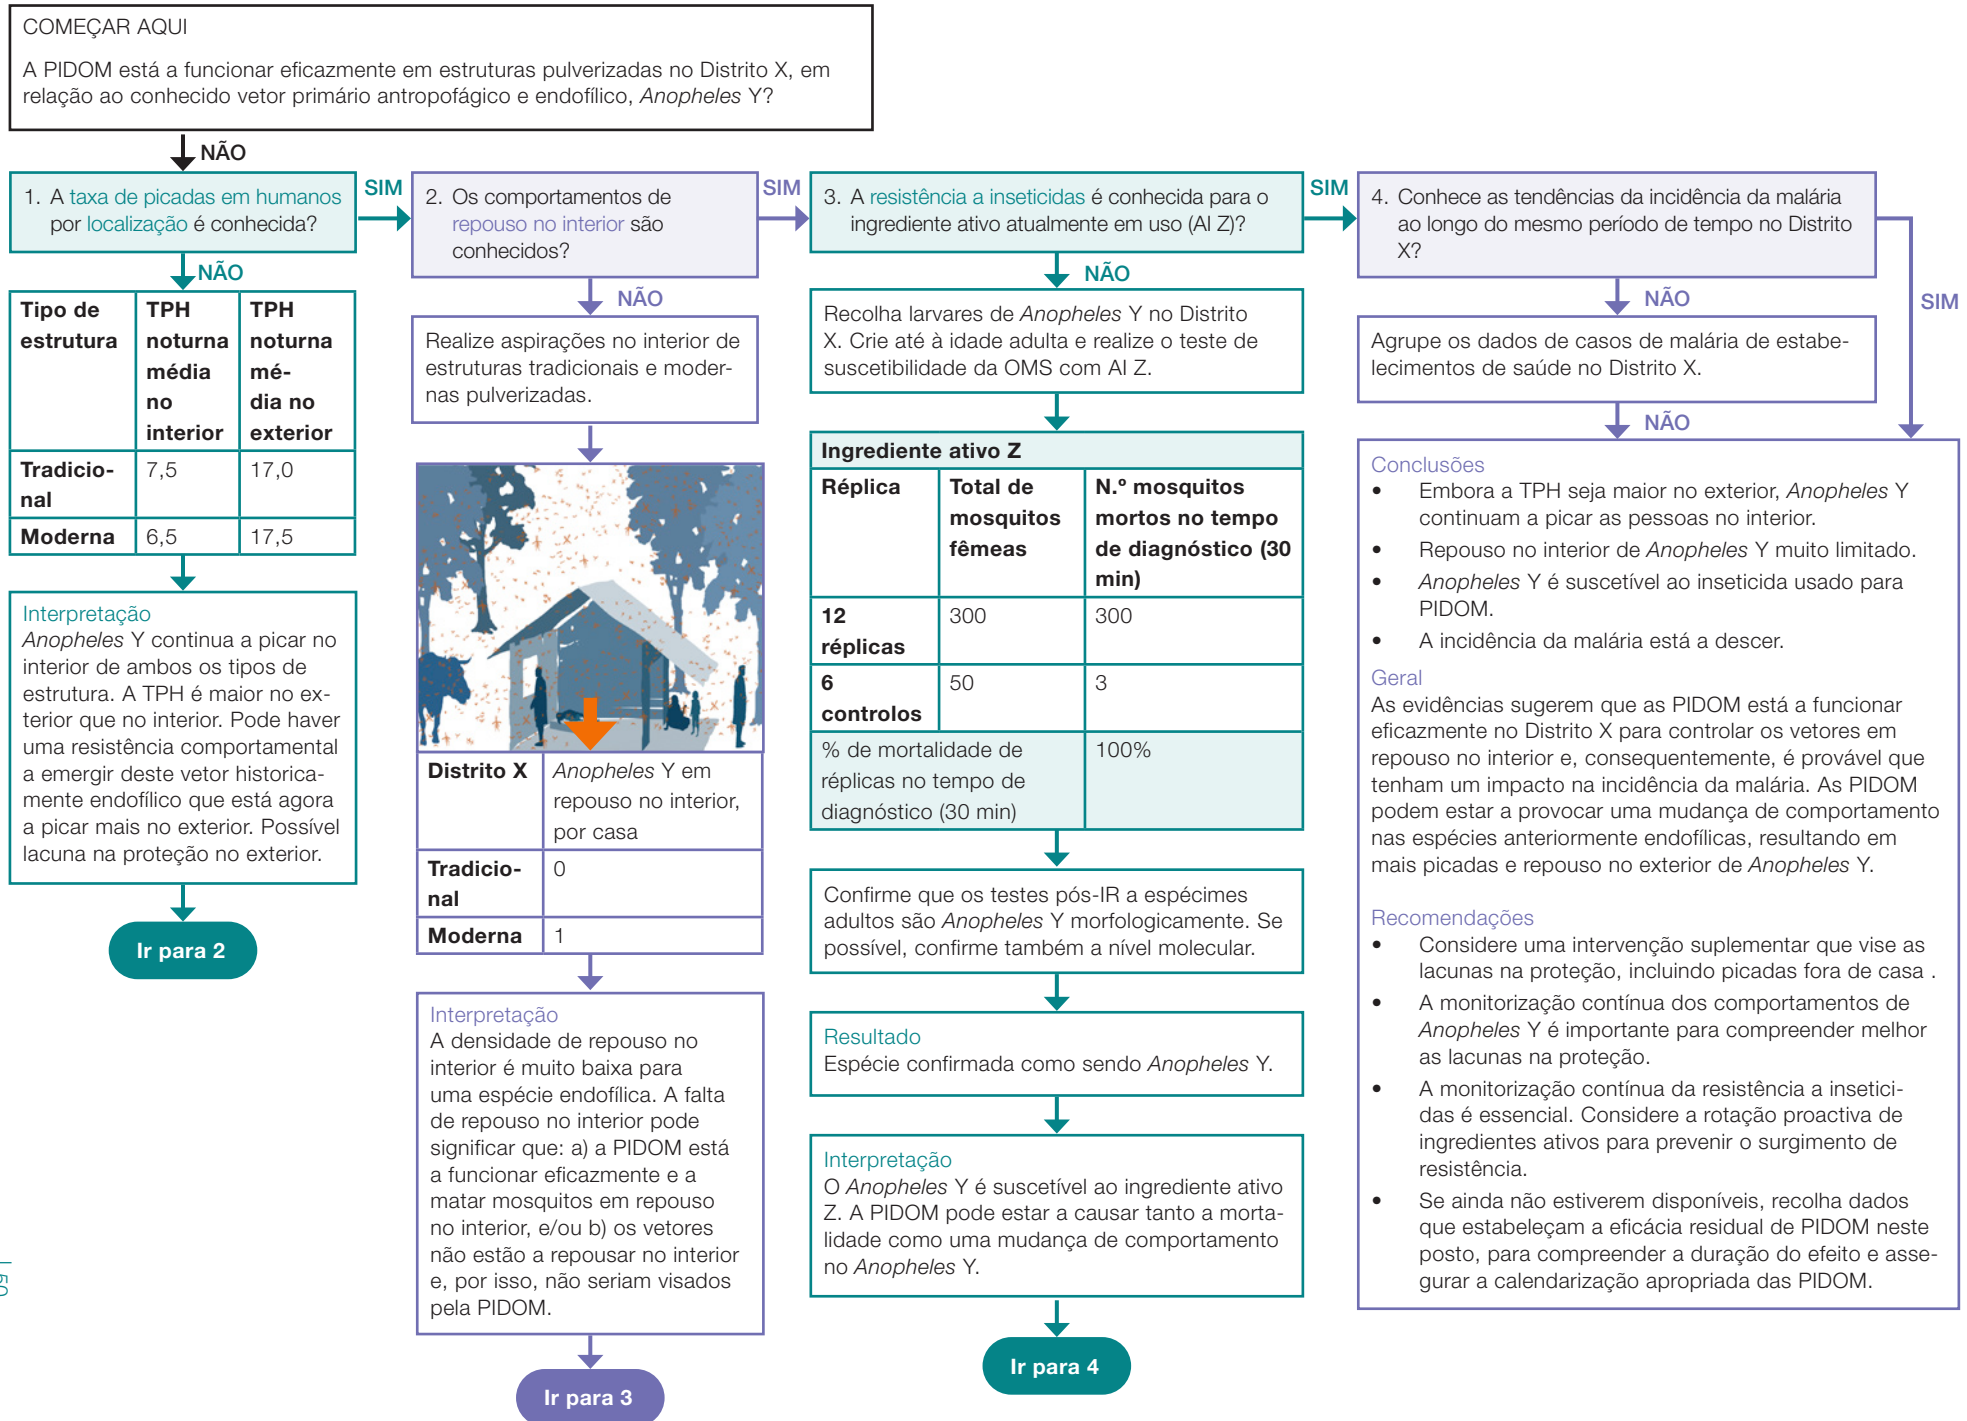 COMEÇAR AQUI
A PIDOM está a funcionar eficazmente em estruturas pulverizadas no Distrito X, em
relação ao conhecido vetor primário antropofágico e endofílico, Anopheles Y?
NÃO
1. A taxa de picadas em humanos
por localização é conhecida?
SIM
NÃO
Tipo de
estrutura
TPH
noturna
média
no
interior
TPH
noturna
mé-
dia no
exterior
Tradicio-
nal
7,5
17,0
Moderna
6,5
17,5
Interpretação
Anopheles Y continua a picar no
interior de ambos os tipos de
estrutura. A TPH é maior no ex-
terior que no interior. Pode haver
uma resistência comportamental
a emergir deste vetor historica-
mente endofílico que está agora
a picar mais no exterior. Possível
lacuna na proteção no exterior.
Ir para 2
2. Os comportamentos de
repouso no interior são
conhecidos?
SIM
NÃO
Realize aspirações no interior de
estruturas tradicionais e moder-
nas pulverizadas.
Distrito X
Anopheles Y em
repouso no interior,
por casa
Tradicio-
nal
0
Moderna
1
Interpretação
A densidade de repouso no
interior é muito baixa para
uma espécie endofílica. A falta
de repouso no interior pode
significar que: a) a PIDOM está
a funcionar eficazmente e a
matar mosquitos em repouso
no interior, e/ou b) os vetores
não estão a repousar no interior
e, por isso, não seriam visados
pela PIDOM.
Ir para 3
3. A resistência a inseticidas é conhecida para o
ingrediente ativo atualmente em uso (AI Z)?
SIM
NÃO
Recolha larvares de Anopheles Y no Distrito
X. Crie até à idade adulta e realize o teste de
suscetibilidade da OMS com AI Z.
Ingrediente ativo Z
Réplica
Total de
mosquitos
fêmeas
N.º mosquitos
mortos no tempo
de diagnóstico (30
min)
12
réplicas
300
300
6
controlos
50
3
% de mortalidade de
réplicas no tempo de
diagnóstico (30 min)
100%
Confirme que os testes pós-IR a espécimes
adultos são Anopheles Y morfologicamente. Se
possível, confirme também a nível molecular.
Resultado
Espécie confirmada como sendo Anopheles Y.
Interpretação
O Anopheles Y é suscetível ao ingrediente ativo
Z. A PIDOM pode estar a causar tanto a morta-
lidade como uma mudança de comportamento
no Anopheles Y.
Ir para 4
4. Conhece as tendências da incidência da malária
ao longo do mesmo período de tempo no Distrito
X?
NÃO
SIM
Agrupe os dados de casos de malária de estabe-
lecimentos de saúde no Distrito X.
NÃO
Conclusões
• Embora a TPH seja maior no exterior, Anopheles Y
continuam a picar as pessoas no interior.
• Repouso no interior de Anopheles Y muito limitado.
• Anopheles Y é suscetível ao inseticida usado para
PIDOM.
• A incidência da malária está a descer.
Geral
As evidências sugerem que as PIDOM está a funcionar
eficazmente no Distrito X para controlar os vetores em
repouso no interior e, consequentemente, é provável que
tenham um impacto na incidência da malária. As PIDOM
podem estar a provocar uma mudança de comportamento
nas espécies anteriormente endofílicas, resultando em
mais picadas e repouso no exterior de Anopheles Y.
Recomendações
• Considere uma intervenção suplementar que vise as
lacunas na proteção, incluindo picadas fora de casa .
• A monitorização contínua dos comportamentos de
Anopheles Y é importante para compreender melhor
as lacunas na proteção.
• A monitorização contínua da resistência a insetici-
das é essencial. Considere a rotação proactiva de
ingredientes ativos para prevenir o surgimento de
resistência.
• Se ainda não estiverem disponíveis, recolha dados
que estabeleçam a eficácia residual de PIDOM neste
posto, para compreender a duração do efeito e asse-
gurar a calendarização apropriada das PIDOM.
| 50